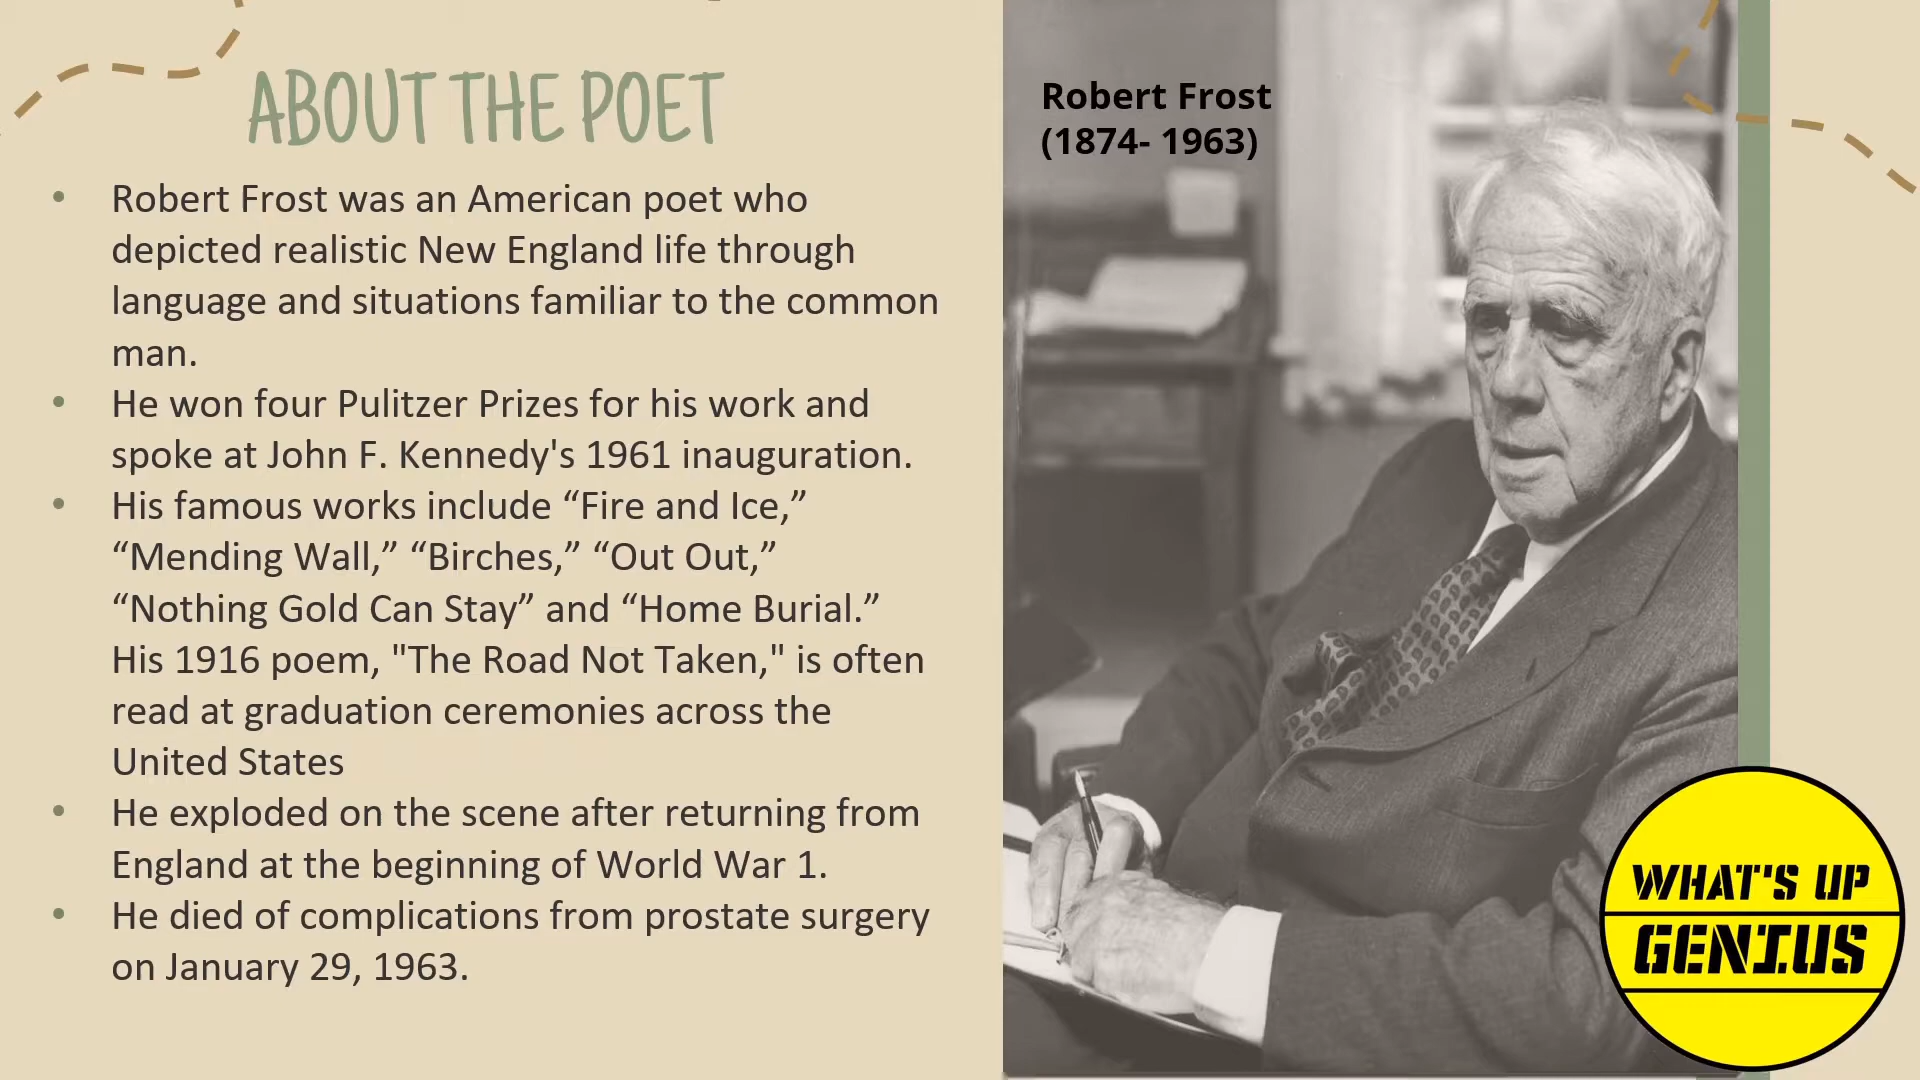 ABOUT THE POET
• Robert Frost was an American poet who
depicted realistic New England life through
language and situations familiar to the common
man.
• He won four Pulitzer Prizes for his work and
spoke at John F. Kennedy's 1961 inauguration.
• His famous works include “Fire and Ice,”
“Mending Wall,” “Birches,” “Out Out,”
“Nothing Gold Can Stay” and “Home Burial.”
His 1916 poem, "The Road Not Taken," is often
read at graduation ceremonies across the
United States
• He exploded on the scene after returning from
England at the beginning of World War 1.
• He died of complications from prostate surgery
on January 29, 1963.
Robert Frost
(1874- 1963)
WHAT'S UP
GENIUS